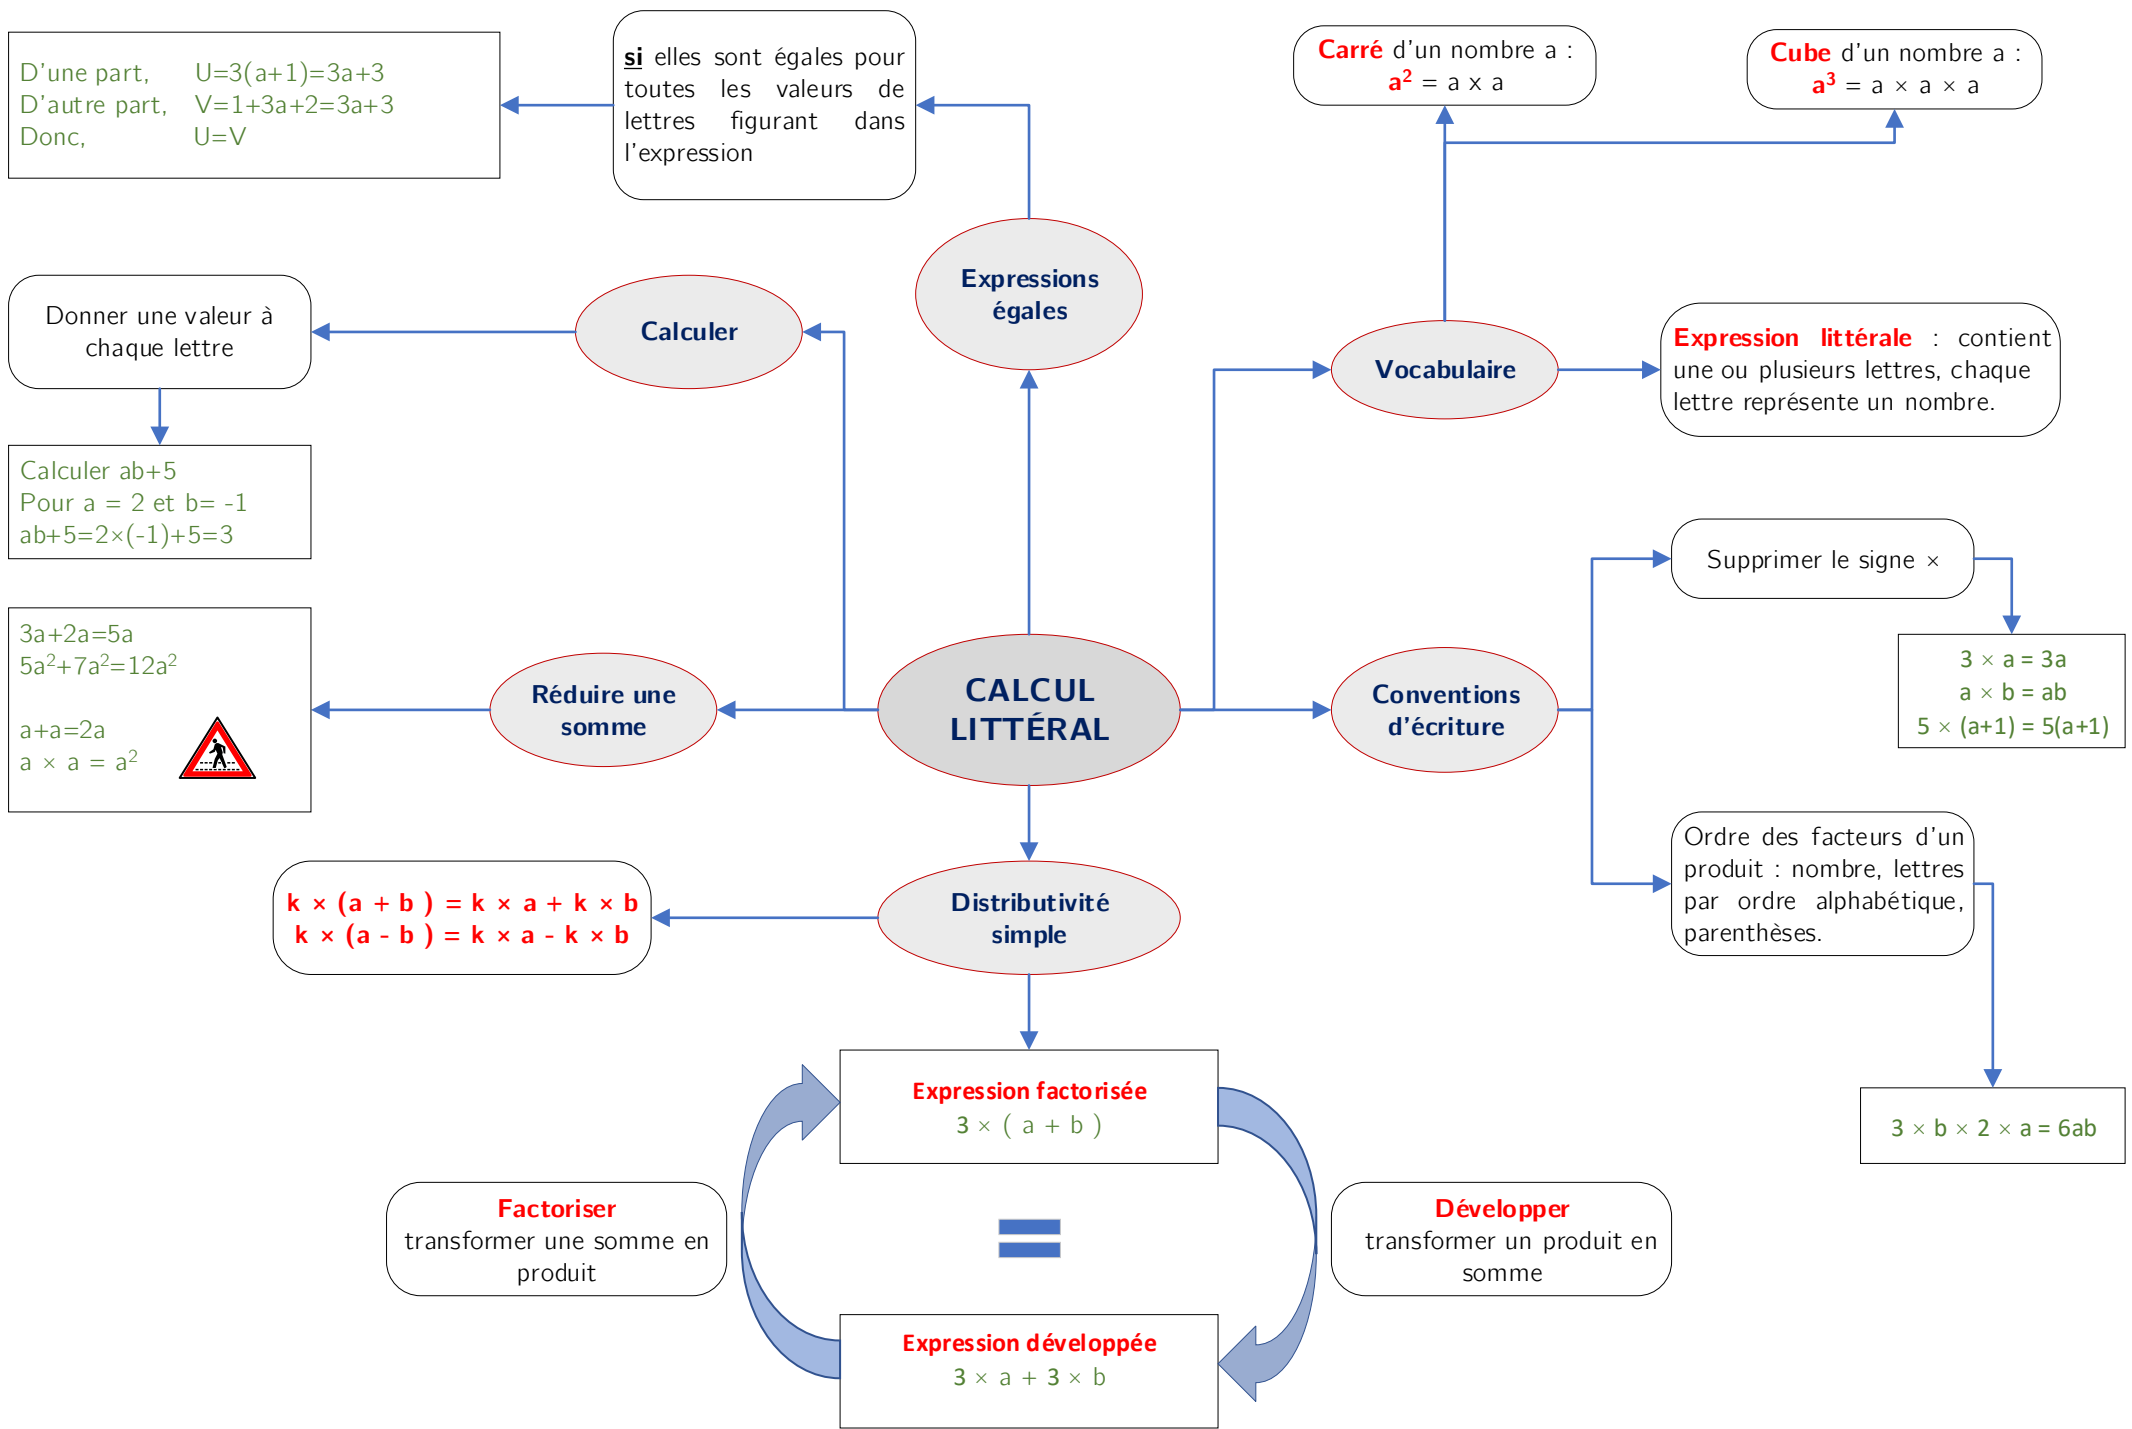 D'une part, U=3(a+1)=3a+3
D'autre part, V=1+3a+2=3a+3
Donc, U=V
si elles sont égales pour
toutes les valeurs de
lettres figurant dans
l'expression
Carré d'un nombre a :
a² = a x a
Cube d'un nombre a :
a³ = a × a × a
Expressions
égales
Donner une valeur à
chaque lettre
Calculer
Vocabulaire
Expression littérale : contient
une ou plusieurs lettres, chaque
lettre représente un nombre.
Calculer ab+5
Pour a = 2 et b= -1
ab+5=2×(-1)+5=3
Supprimer le signe ×
3a+2a=5a
5a²+7a²=12a²
a+a=2a
a × a = a²
Réduire une
somme
CALCUL
LITTÉRAL
Conventions
d'écriture
3 × a = 3a
a × b = ab
5 × (a+1) = 5(a+1)
Ordre des facteurs d'un
produit : nombre, lettres
par ordre alphabétique,
parenthèses.
k × (a + b ) = k × a + k × b
k × (a - b ) = k × a - k × b
Distributivité
simple
Expression factorisée
3 × ( a + b )
3 × b × 2 × a = 6ab
Factoriser
transformer une somme en
produit
=
Développer
transformer un produit en
somme
Expression développée
3 × a + 3 × b